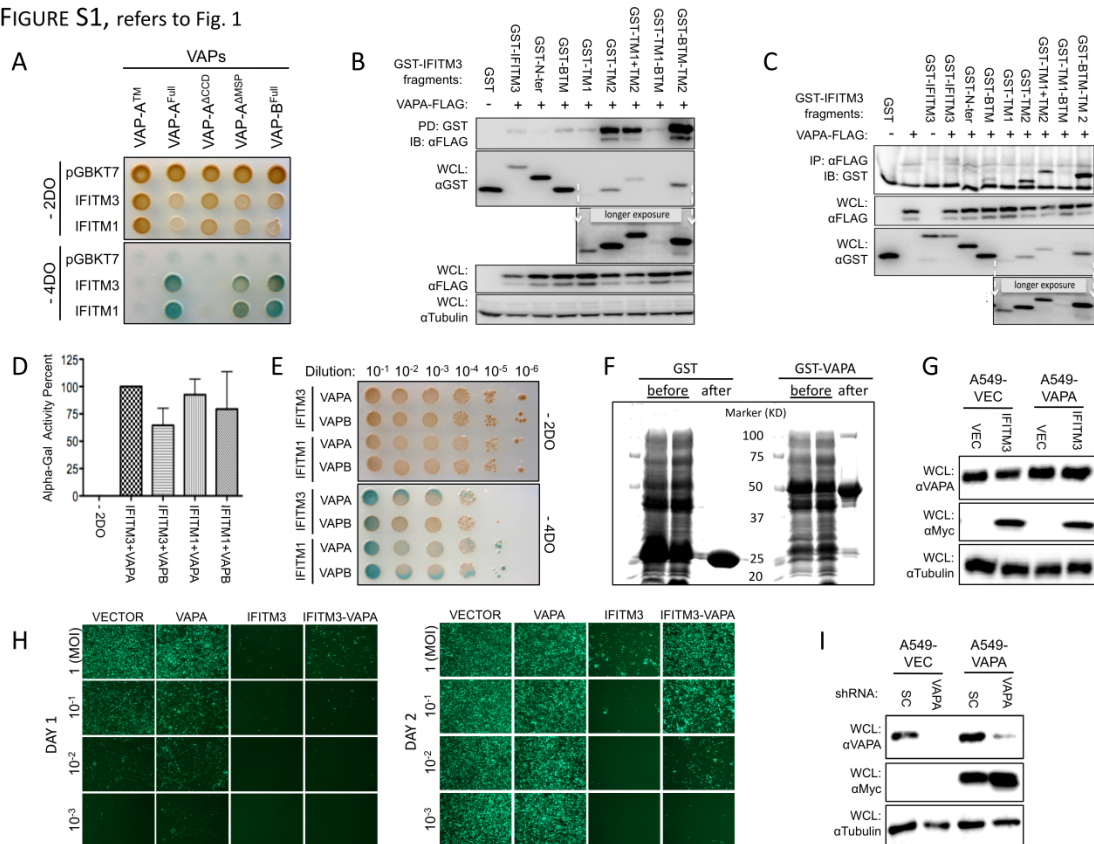 FIGURE S1, refers to Fig. 1
A
VAPs
VAP-A^TM
VAP-A^Full
VAP-A^ΔCCD
VAP-A^ΔMSP
VAP-B^Full
- 2DO
pGBKT7
IFITM3
IFITM1
- 4DO
pGBKT7
IFITM3
IFITM1
B
GST-IFITM3
fragments:
GST
GST-IFITM3
GST-N-ter
GST-BTM
GST-TM1
GST-TM2
GST-TM1+TM2
GST-TM1-BTM
GST-BTM-TM2
VAPA-FLAG: - + + + + + + + +
PD: GST
IB: αFLAG
WCL:
αGST
longer exposure
WCL:
αFLAG
WCL:
αTubulin
C
GST-IFITM3
fragments:
GST
GST-IFITM3
GST-IFITM3
GST-N-ter
GST-BTM
GST-TM1
GST-TM2
GST-TM1+TM2
GST-TM1-BTM
GST-BTM-TM 2
VAPA-FLAG: - + - + + + + + + + +
IP: αFLAG
IB: GST
WCL:
αFLAG
WCL:
αGST
longer exposure
D
Alpha-Gal Activity Percent
125
100
75
50
25
0
- 2DO
IFITM3+VAPA
IFITM3+VAPB
IFITM1+VAPA
IFITM1+VAPB
E
Dilution: 10^-1 10^-2 10^-3 10^-4 10^-5 10^-6
IFITM3
VAPA
VAPB
IFITM1
VAPA
VAPB
- 2DO
IFITM3
VAPA
VAPB
IFITM1
VAPA
VAPB
- 4DO
F
GST GST-VAPA
before after before after
Marker (KD)
100
75
50
37
25
20
G
A549-
VEC
A549-
VAPA
VEC
IFITM3
VEC
IFITM3
WCL:
αVAPA
WCL:
αMyc
WCL:
αTubulin
H
VECTOR VAPA IFITM3 IFITM3-VAPA
DAY 1
1 (MOI)
10^-1
10^-2
10^-3
VECTOR VAPA IFITM3 IFITM3-VAPA
DAY 2
1 (MOI)
10^-1
10^-2
10^-3
I
A549-
VEC
A549-
VAPA
shRNA:
SC
VAPA
SC
VAPA
WCL:
αVAPA
WCL:
αMyc
WCL:
αTubulin